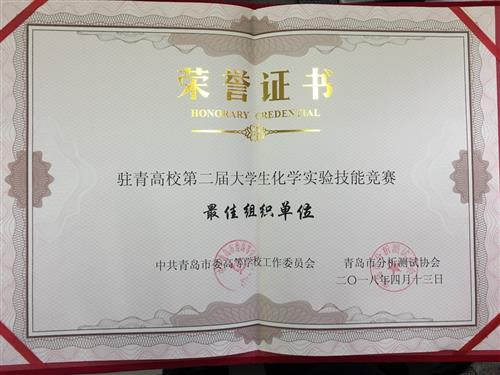 荣誉证书
HONORARY CREDENTIAL
驻青高校第二届大学生化学实验技能竞赛
最佳组织单位
中共青岛市委高等学校工作委员会
青岛市分析测试协会
二〇一八年四月十三日